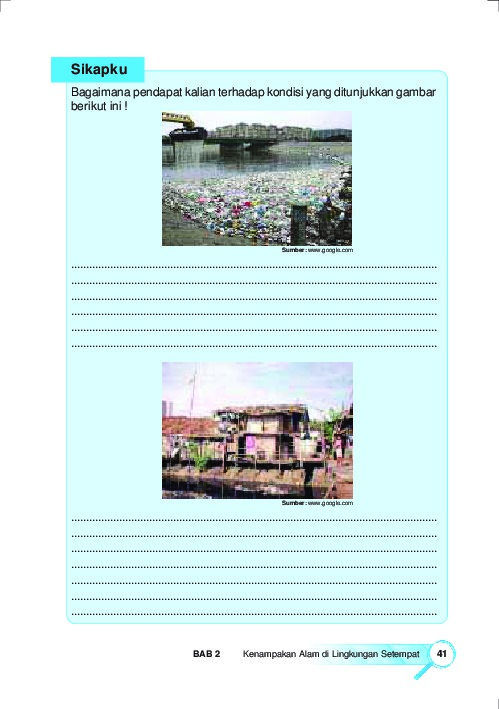 Sikapku
Bagaimana pendapat kalian terhadap kondisi yang ditunjukkan gambar
berikut ini !
Sumber: www.google.com
..........................................................................................................................
..........................................................................................................................
..........................................................................................................................
..........................................................................................................................
..........................................................................................................................
..........................................................................................................................
Sumber: www.google.com
..........................................................................................................................
..........................................................................................................................
..........................................................................................................................
..........................................................................................................................
..........................................................................................................................
..........................................................................................................................
..........................................................................................................................
BAB 2 Kenampakan Alam di Lingkungan Setempat 41